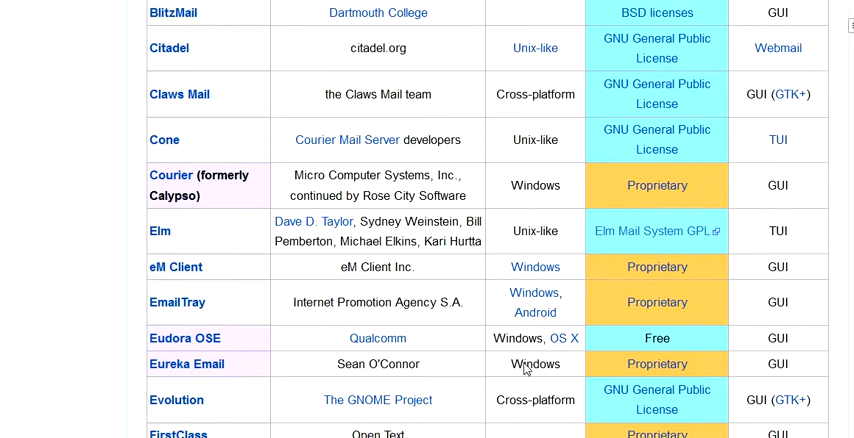 BlitzMail Dartmouth College BSD licenses GUI
Citadel citadel.org Unix-like GNU General Public License Webmail
Claws Mail the Claws Mail team Cross-platform GNU General Public License GUI (GTK+)
Cone Courier Mail Server developers Unix-like GNU General Public License TUI
Courier (formerly Calypso) Micro Computer Systems, Inc., continued by Rose City Software Windows Proprietary GUI
Elm Dave D. Taylor, Sydney Weinstein, Bill Pemberton, Michael Elkins, Kari Hurtta Unix-like Elm Mail System GPL TUI
eM Client eM Client Inc. Windows Proprietary GUI
EmailTray Internet Promotion Agency S.A. Windows, Android Proprietary GUI
Eudora OSE Qualcomm Windows, OS X Free GUI
Eureka Email Sean O'Connor Windows Proprietary GUI
Evolution The GNOME Project Cross-platform GNU General Public License GUI (GTK+)
FirstClass Open Text Proprietary GUI